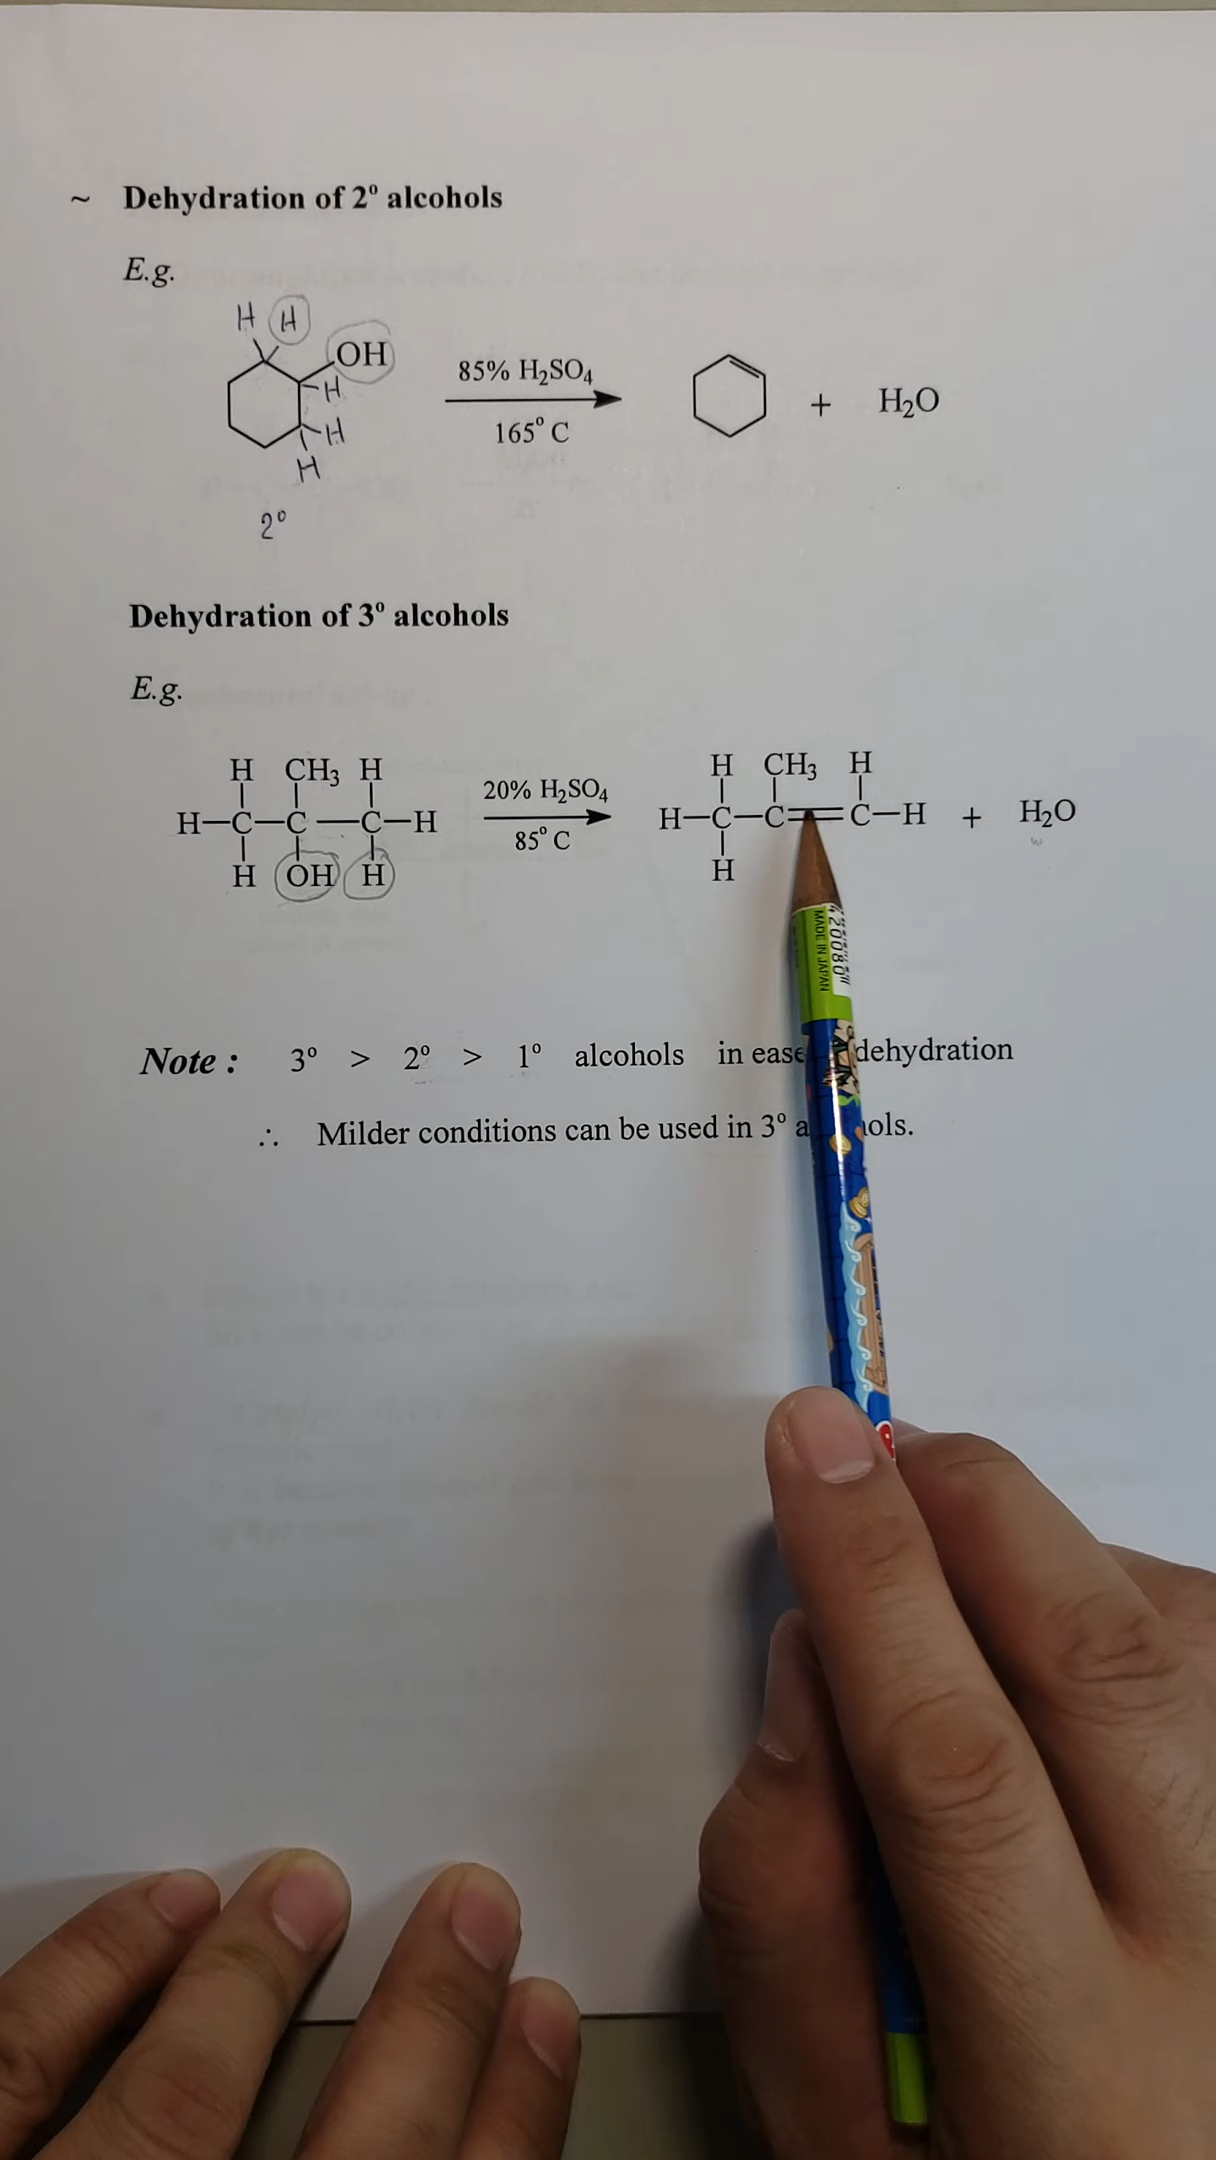 ~ Dehydration of 2° alcohols
E.g.
H H
OH
H
H
H
85% H₂SO₄
165° C
+ H₂O
2°
Dehydration of 3° alcohols
E.g.
H CH₃ H
H–C–C–C–H
H OH H
20% H₂SO₄
85° C
H CH₃ H
H–C–C=C–H + H₂O
H
Note : 3° > 2° > 1° alcohols in ease dehydration
∴ Milder conditions can be used in 3°
420080
MADE IN JAPAN